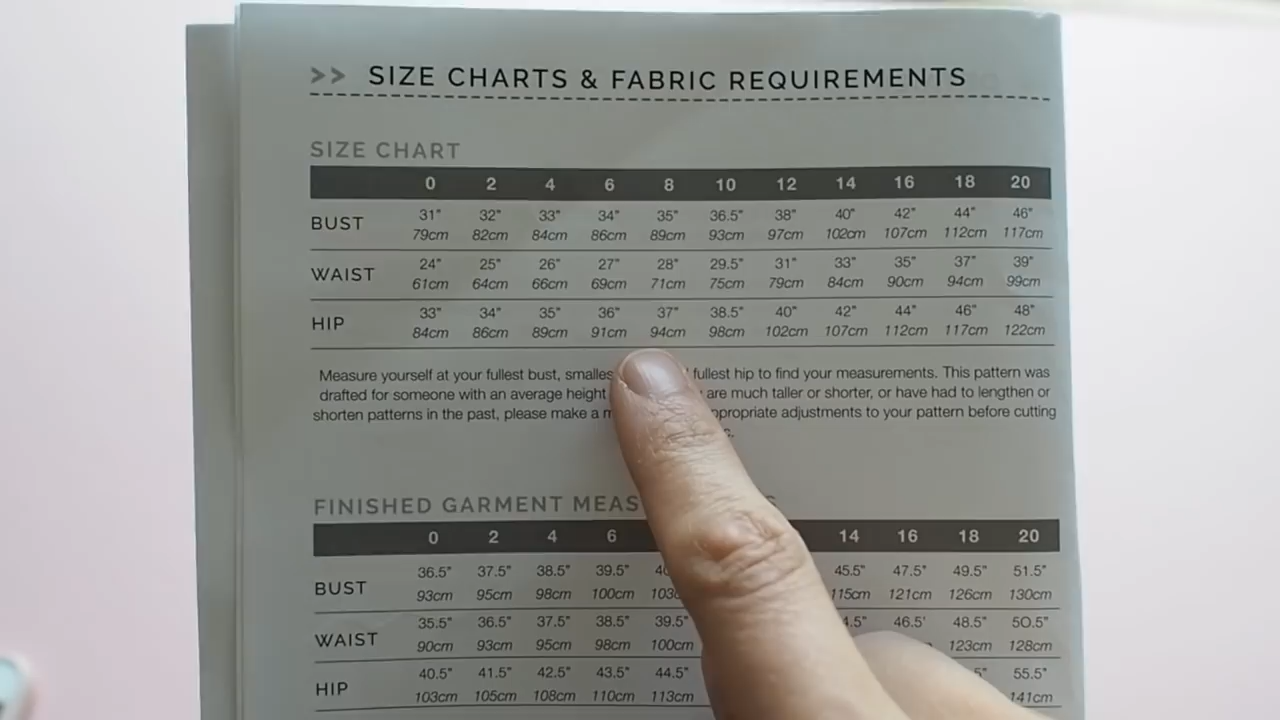 >> SIZE CHARTS & FABRIC REQUIREMENTS
SIZE CHART
0 2 4 6 8 10 12 14 16 18 20
BUST 31" 32" 33" 34" 35" 36.5" 38" 40" 42" 44" 46"
79cm 82cm 84cm 86cm 89cm 93cm 97cm 102cm 107cm 112cm 117cm
WAIST 24" 25" 26" 27" 28" 29.5" 31" 33" 35" 37" 39"
61cm 64cm 66cm 69cm 71cm 75cm 79cm 84cm 90cm 94cm 99cm
HIP 33" 34" 35" 36" 37" 38.5" 40" 42" 44" 46" 48"
84cm 86cm 89cm 91cm 94cm 98cm 102cm 107cm 112cm 117cm 122cm
Measure yourself at your fullest bust, fullest hip to find your measurements. This pattern was
drafted for someone with an average height are much taller or shorter, or have had to lengthen or
shorten patterns in the past, please make a adjustments to your pattern before cutting
FINISHED GARMENT
0 2 4 6 14 16 18 20
BUST 36.5" 37.5" 38.5" 39.5" 45.5" 47.5" 49.5" 51.5"
93cm 95cm 98cm 100cm 115cm 121cm 126cm 130cm
WAIST 35.5" 36.5" 37.5" 38.5" 39.5" 46.5' 48.5" 50.5"
90cm 93cm 95cm 98cm 100cm 123cm 128cm
HIP 40.5" 41.5" 42.5" 43.5" 44.5" 55.5"
103cm 105cm 108cm 110cm 113cm 141cm